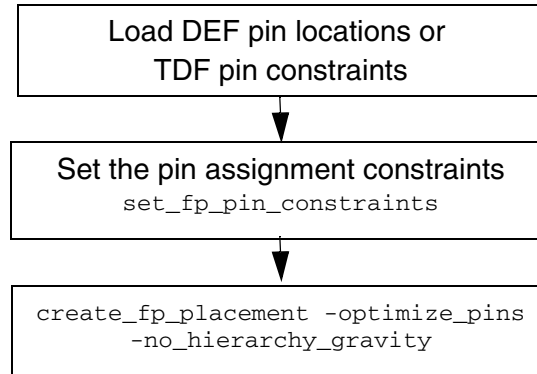 Load DEF pin locations or
TDF pin constraints
Set the pin assignment constraints
set_fp_pin_constraints
create_fp_placement -optimize_pins
-no_hierarchy_gravity